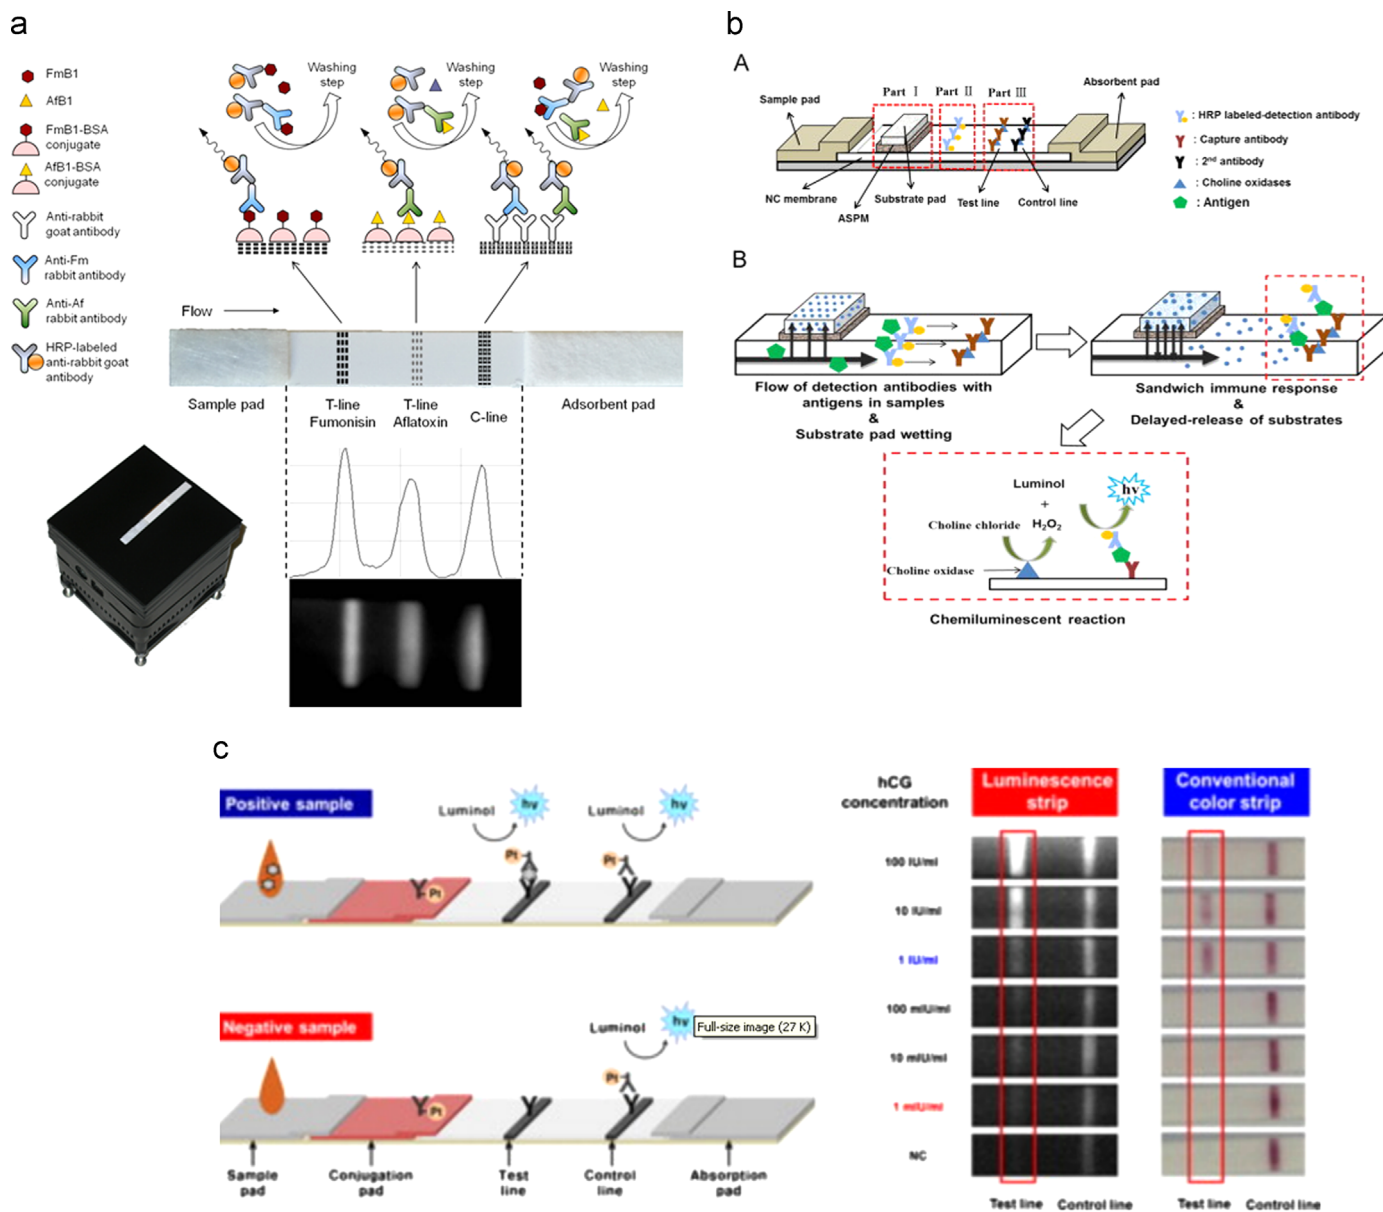 a
FmB1
AfB1
FmB1-BSA
conjugate
AfB1-BSA
conjugate
Anti-rabbit
goat antibody
Anti-Fm
rabbit antibody
Anti-Af
rabbit antibody
HRP-labeled
anti-rabbit goat
antibody
Washing
step
Washing
step
Washing
step
Flow
Sample pad
T-line
Fumonisin
T-line
Aflatoxin
C-line
Adsorbent pad
b
A
Sample pad
Part I
Part II
Part III
Absorbent pad
NC membrane
ASPM
Substrate pad
Test line
Control line
: HRP labeled-detection antibody
: Capture antibody
: 2nd antibody
: Choline oxidases
: Antigen
B
Flow of detection antibodies with
antigens in samples
&
Substrate pad wetting
Sandwich immune response
&
Delayed-release of substrates
Luminol
+
Choline chloride
H2O2
hv
Choline oxidase
Chemiluminescent reaction
c
Positive sample
Luminol
hv
Luminol
hv
Pt
Pt
Pt
Negative sample
Luminol
hv
Full-size image (27 K)
Pt
Pt
Sample
pad
Conjugation
pad
Test
line
Control
line
Absorption
pad
hCG
concentration
Luminescence
strip
Conventional
color strip
100 IU/ml
10 IU/ml
1 IU/ml
100 mIU/ml
10 mIU/ml
1 mIU/ml
NC
Test line
Control line
Test line
Control line